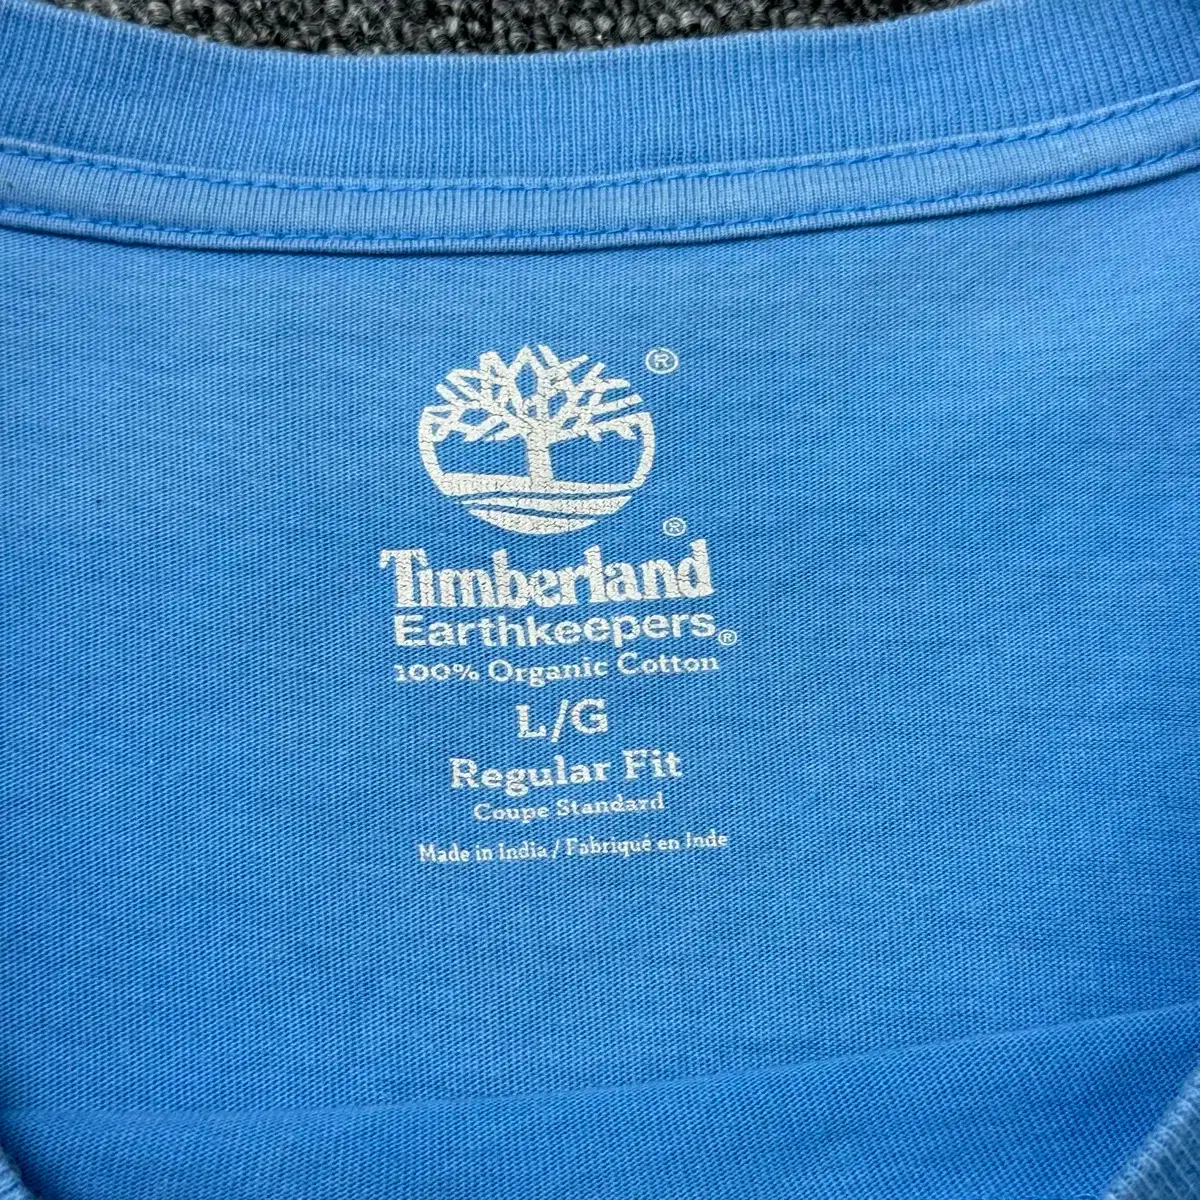 ®
®
Timberland
Earthkeepers®
100% Organic Cotton
L/G
Regular Fit
Coupe Standard
Made in India / Fabriqué en Inde